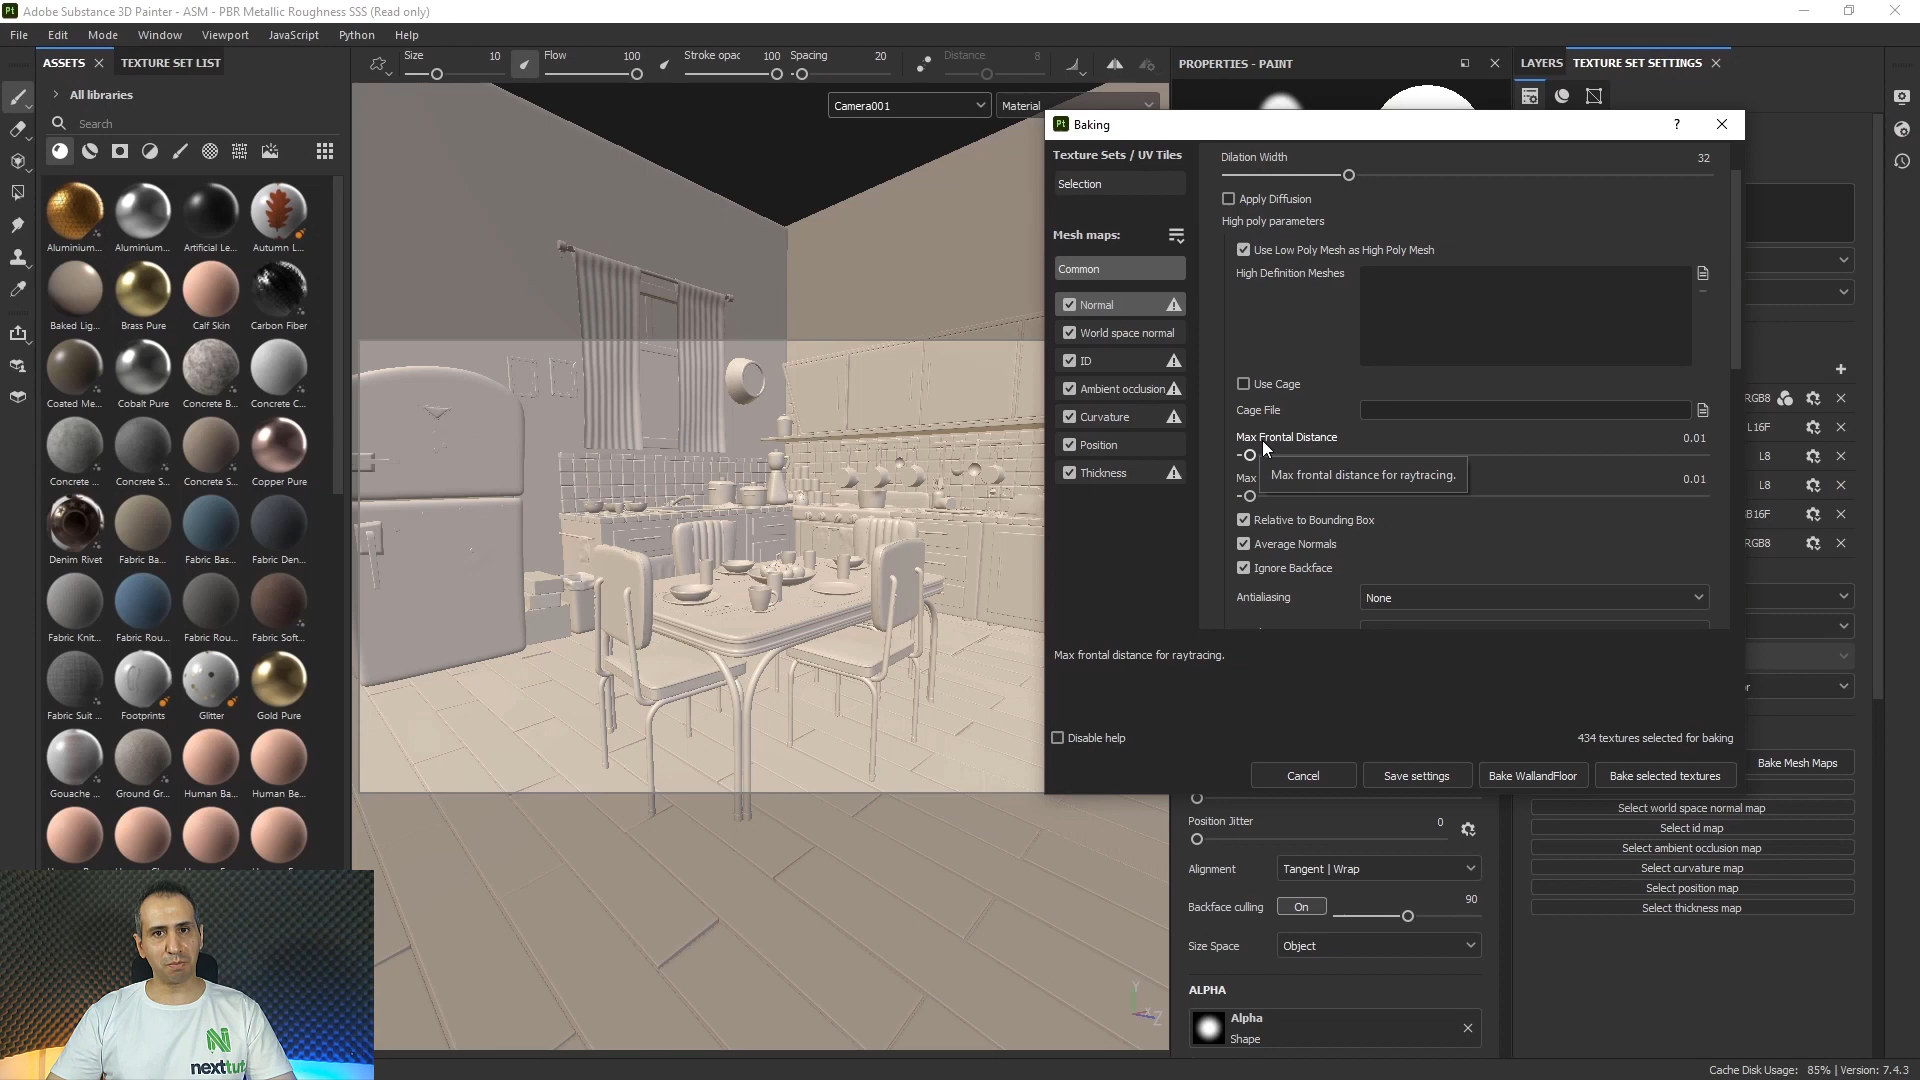 Pt Adobe Substance 3D Painter - ASM - PBR Metallic Roughness SSS (Read only)
File Edit Mode Window Viewport JavaScript Python Help
ASSETS TEXTURE SET LIST
All libraries
Search
Aluminium... Aluminium... Artificial Le... Autumn L...
Baked Lig... Brass Pure Calf Skin Carbon Fiber
Coated Me... Cobalt Pure Concrete B... Concrete C...
Concrete ... Concrete S... Concrete S... Copper Pure
Denim Rivet Fabric Ba... Fabric Bas... Fabric Den...
Fabric Knit... Fabric Rou... Fabric Rou... Fabric Soft...
Fabric Suit ... Footprints Glitter Gold Pure
Gouache ... Ground Gr... Human Ba... Human Be...
Size 10 Flow 100 Stroke opac 100 Spacing 20 Distance 8
Camera001 Material
PROPERTIES - PAINT
LAYERS TEXTURE SET SETTINGS
Pt Baking ?
Texture Sets / UV Tiles
Selection
Mesh maps:
Common
Normal
World space normal
ID
Ambient occlusion
Curvature
Position
Thickness
Dilation Width 32
Apply Diffusion
High poly parameters
Use Low Poly Mesh as High Poly Mesh
High Definition Meshes
Use Cage
Cage File
Max Frontal Distance 0.01
Max frontal distance for raytracing.
Max 0.01
Relative to Bounding Box
Average Normals
Ignore Backface
Antialiasing None
Max frontal distance for raytracing.
Disable help 434 textures selected for baking
Cancel Save settings Bake WallandFloor Bake selected textures
RGB8
L16F
L8
L8
RGB8
Bake Mesh Maps
Select world space normal map
Select id map
Select ambient occlusion map
Select curvature map
Select position map
Select thickness map
Position Jitter 0
Alignment Tangent | Wrap
Backface culling On 90
Size Space Object
ALPHA
Alpha
Shape
Y
Z
N
nexttut
Cache Disk Usage: 85% | Version: 7.4.3